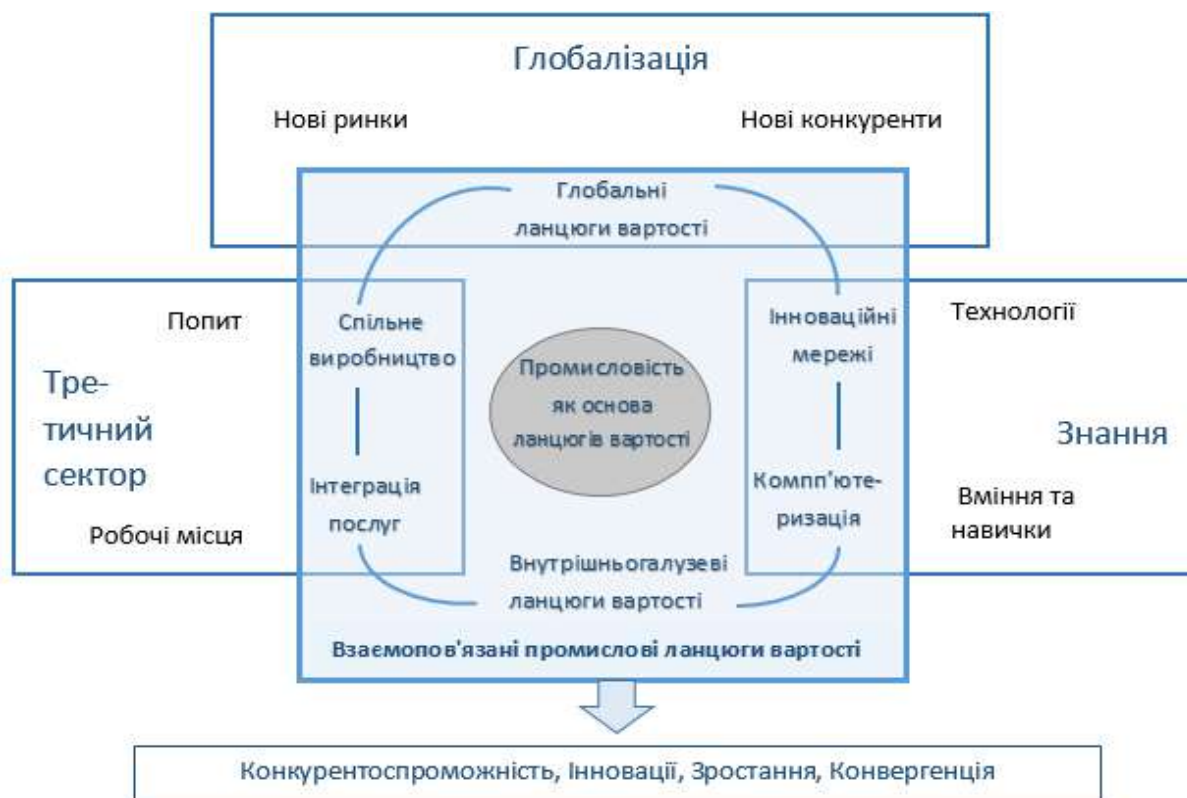 Глобалізація
Нові ринки
Нові конкуренти
Глобальні
ланцюги вартості
Попит
Тре-
тичний
сектор
Робочі місця
Спільне
виробництво
Інтеграція
послуг
Промисловість
як основа
ланцюгів вартості
Інноваційні
мережі
Компп'юте-
ризація
Технології
Знання
Вміння та
навички
Внутрішньогалузеві
ланцюги вартості
Взаємопов'язані промислові ланцюги вартості
Конкурентоспроможність, Інновації, Зростання, Конвергенція